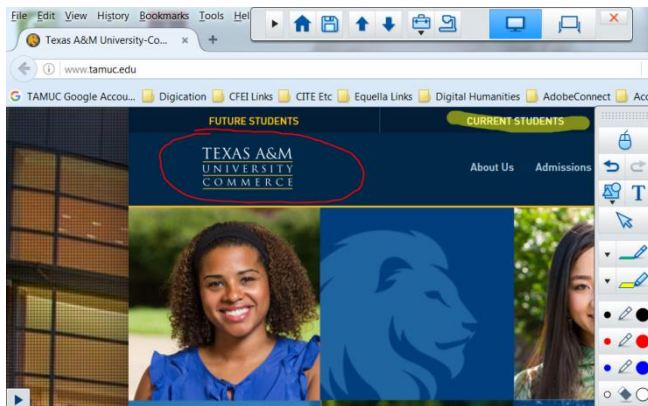 File Edit View History Bookmarks Tools Hel
Texas A&M University-Co... × +
www.tamuc.edu
G TAMUC Google Accou... Digication CFEI Links CITE Etc Equella Links Digital Humanities AdobeConnect Acc
FUTURE STUDENTS CURRENT STUDENTS
TEXAS A&M
UNIVERSITY
COMMERCE
About Us Admissions
T